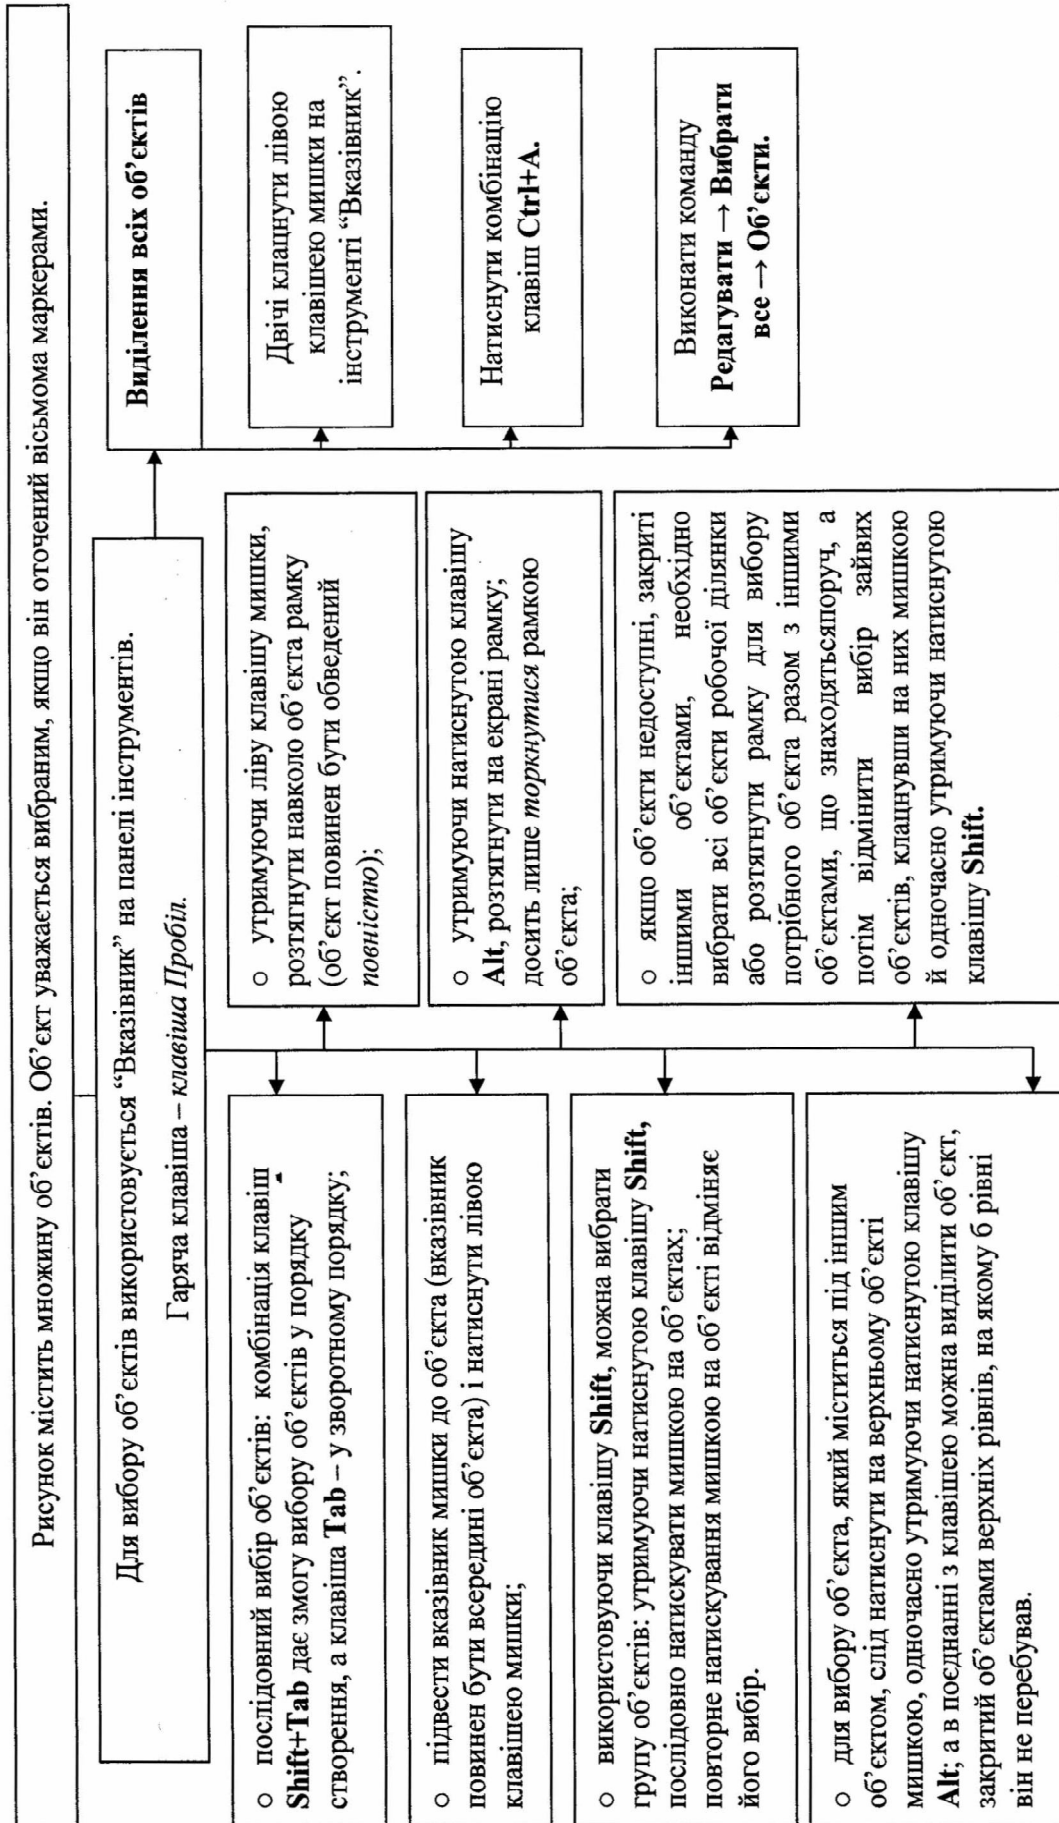 Рисунок містить множину об’єктів. Об’єкт уважається вибраним, якщо він оточений вісьмома маркерами.
Для вибору об’єктів використовується “Вказівник” на панелі інструментів.
Гаряча клавіша – клавіша Пробіл.
Виділення всіх об’єктів
○ послідовний вибір об’єктів: комбінація клавіш
Shift+Tab дає змогу вибору об’єктів у порядку
створення, а клавіша Tab – у зворотному порядку;
○ підвести вказівник мишки до об’єкта (вказівник
повинен бути всередині об’єкта) і натиснути лівою
клавішею мишки;
○ використовуючи клавішу Shift, можна вибрати
групу об’єктів: утримуючи натиснутою клавішу Shift,
послідовно натискувати мишкою на об’єктах;
повторне натискування мишкою на об’єкті відміняє
його вибір.
○ для вибору об’єкта, який міститься під іншим
об’єктом, слід натиснути на верхньому об’єкті
мишкою, одночасно утримуючи натиснутою клавішу
Alt; а в поєднанні з клавішею можна виділити об’єкт,
закритий об’єктами верхніх рівнів, на якому б рівні
він не перебував.
○ утримуючи ліву клавішу мишки,
розтягнути навколо об’єкта рамку
(об’єкт повинен бути обведений
повністю);
○ утримуючи натиснутою клавішу
Alt, розтягнути на екрані рамку;
досить лише торкнутися рамкою
об’єкта;
○ якщо об’єкти недоступні, закриті
іншими об’єктами, необхідно
вибрати всі об’єкти робочої ділянки
або розтягнути рамку для вибору
потрібного об’єкта разом з іншими
об’єктами, що знаходятьсяпоруч, а
потім відмінити вибір зайвих
об’єктів, клацнувши на них мишкою
й одночасно утримуючи натиснутою
клавішу Shift.
Двічі клацнути лівою
клавішею мишки на
інструменті “Вказівник”.
Натиснути комбінацію
клавіш Ctrl+A.
Виконати команду
Редагувати → Вибрати
все → Об’єкти.